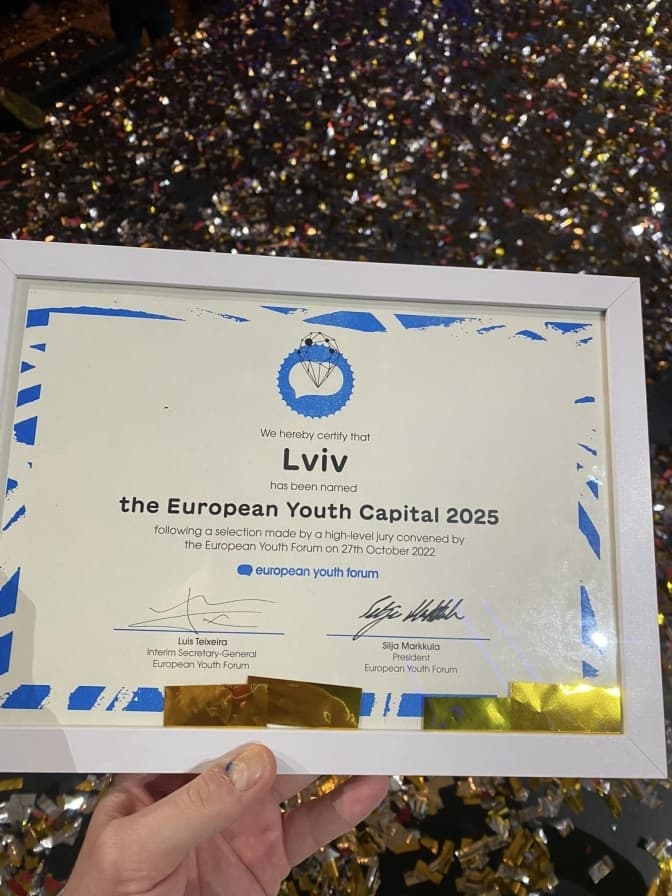 We hereby certify that
Lviv
has been named
the European Youth Capital 2025
following a selection made by a high-level jury convened by
the European Youth Forum on 27th October 2022
european youth forum
Luis Teixeira
Interim Secretary-General
European Youth Forum
Silja Markkula
President
European Youth Forum